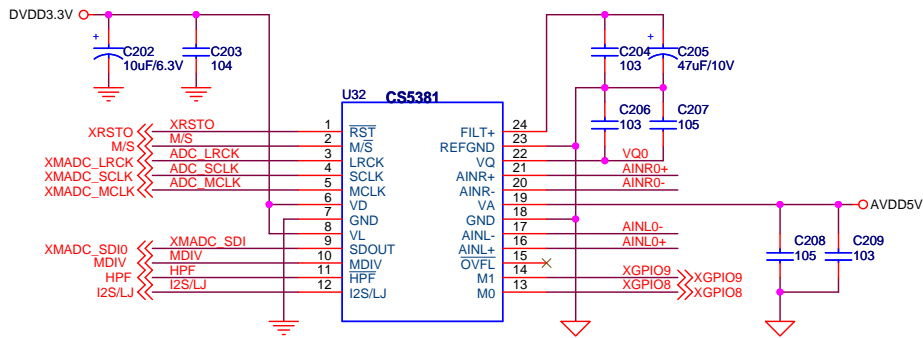 DVDD3.3V
+
C202
10uF/6.3V
C203
104
+
C204
103
C205
47uF/10V
C206
103
C207
105
U32
CS5381
XRSTO
XRSTO
1
RST
M/S
M/S
2
M/S
XMADC_LRCK
ADC_LRCK
3
LRCK
XMADC_SCLK
ADC_SCLK
4
SCLK
XMADC_MCLK
ADC_MCLK
5
MCLK
6
VD
7
GND
8
VL
XMADC_SDI0
XMADC_SDI
9
SDOUT
MDIV
MDIV
10
MDIV
HPF
HPF
11
HPF
I2S/LJ
I2S/LJ
12
I2S/LJ
FILT+
24
REFGND
23
VQ
22
VQ0
AINR+
21
AINR0+
AINR-
20
AINR0-
VA
19
AVDD5V
GND
18
AINL-
17
AINL0-
AINL+
16
AINL0+
OVFL
15
M1
14
XGPIO9
XGPIO9
M0
13
XGPIO8
XGPIO8
C208
105
C209
103